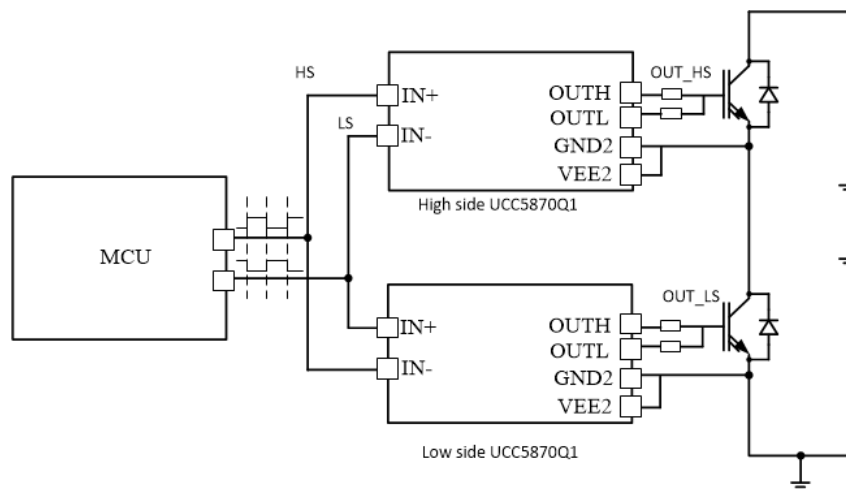 HS
IN+
OUTH
OUT_HS
LS
IN-
OUTL
GND2
VEE2
High side UCC5870Q1
MCU
IN+
OUTH
OUT_LS
IN-
OUTL
GND2
VEE2
Low side UCC5870Q1